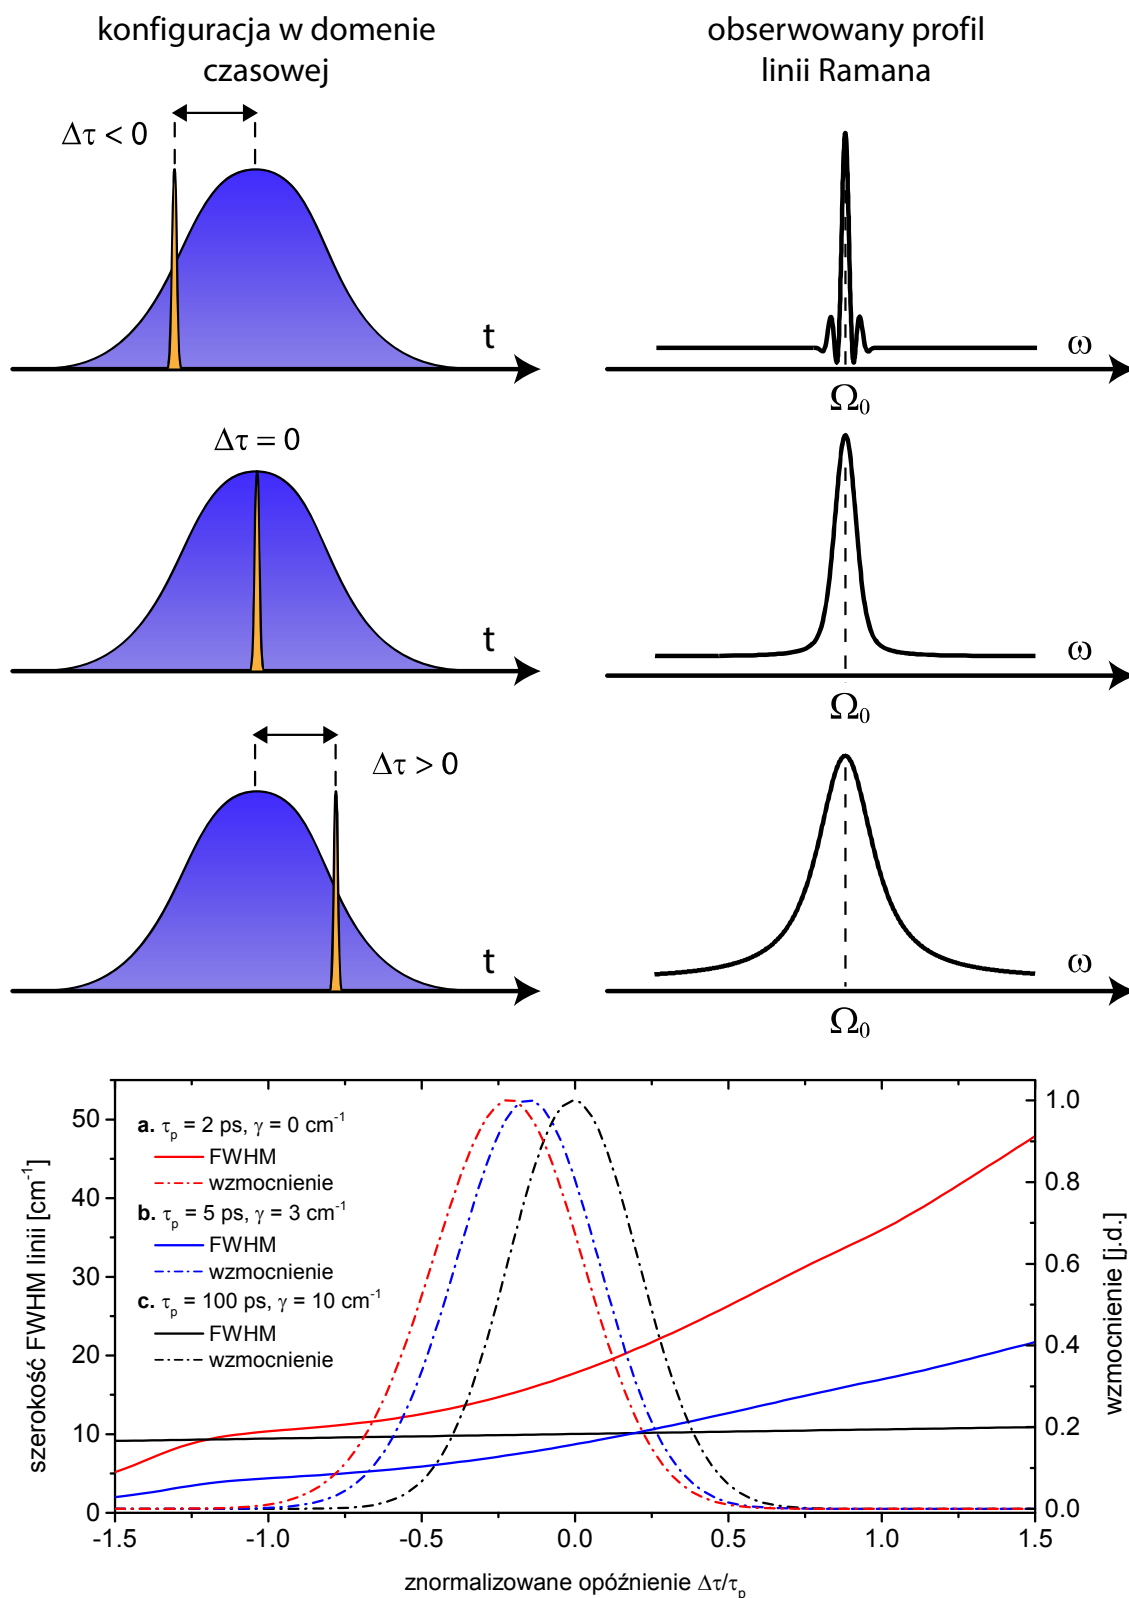 konfiguracja w domenie
czasowej
obserwowany profil
linii Ramana
Δτ < 0
t
ω
Ω₀
Δτ = 0
t
ω
Ω₀
Δτ > 0
t
ω
Ω₀
szerokość FWHM linii [cm⁻¹]
50
40
30
20
10
0
a. τₚ = 2 ps, γ = 0 cm⁻¹
FWHM
wzmocnienie
b. τₚ = 5 ps, γ = 3 cm⁻¹
FWHM
wzmocnienie
c. τₚ = 100 ps, γ = 10 cm⁻¹
FWHM
wzmocnienie
1.0
0.8
0.6
0.4
0.2
0.0
wzmocnienie [j.d.]
-1.5 -1.0 -0.5 0.0 0.5 1.0 1.5
znormalizowane opóźnienie Δτ/τₚ